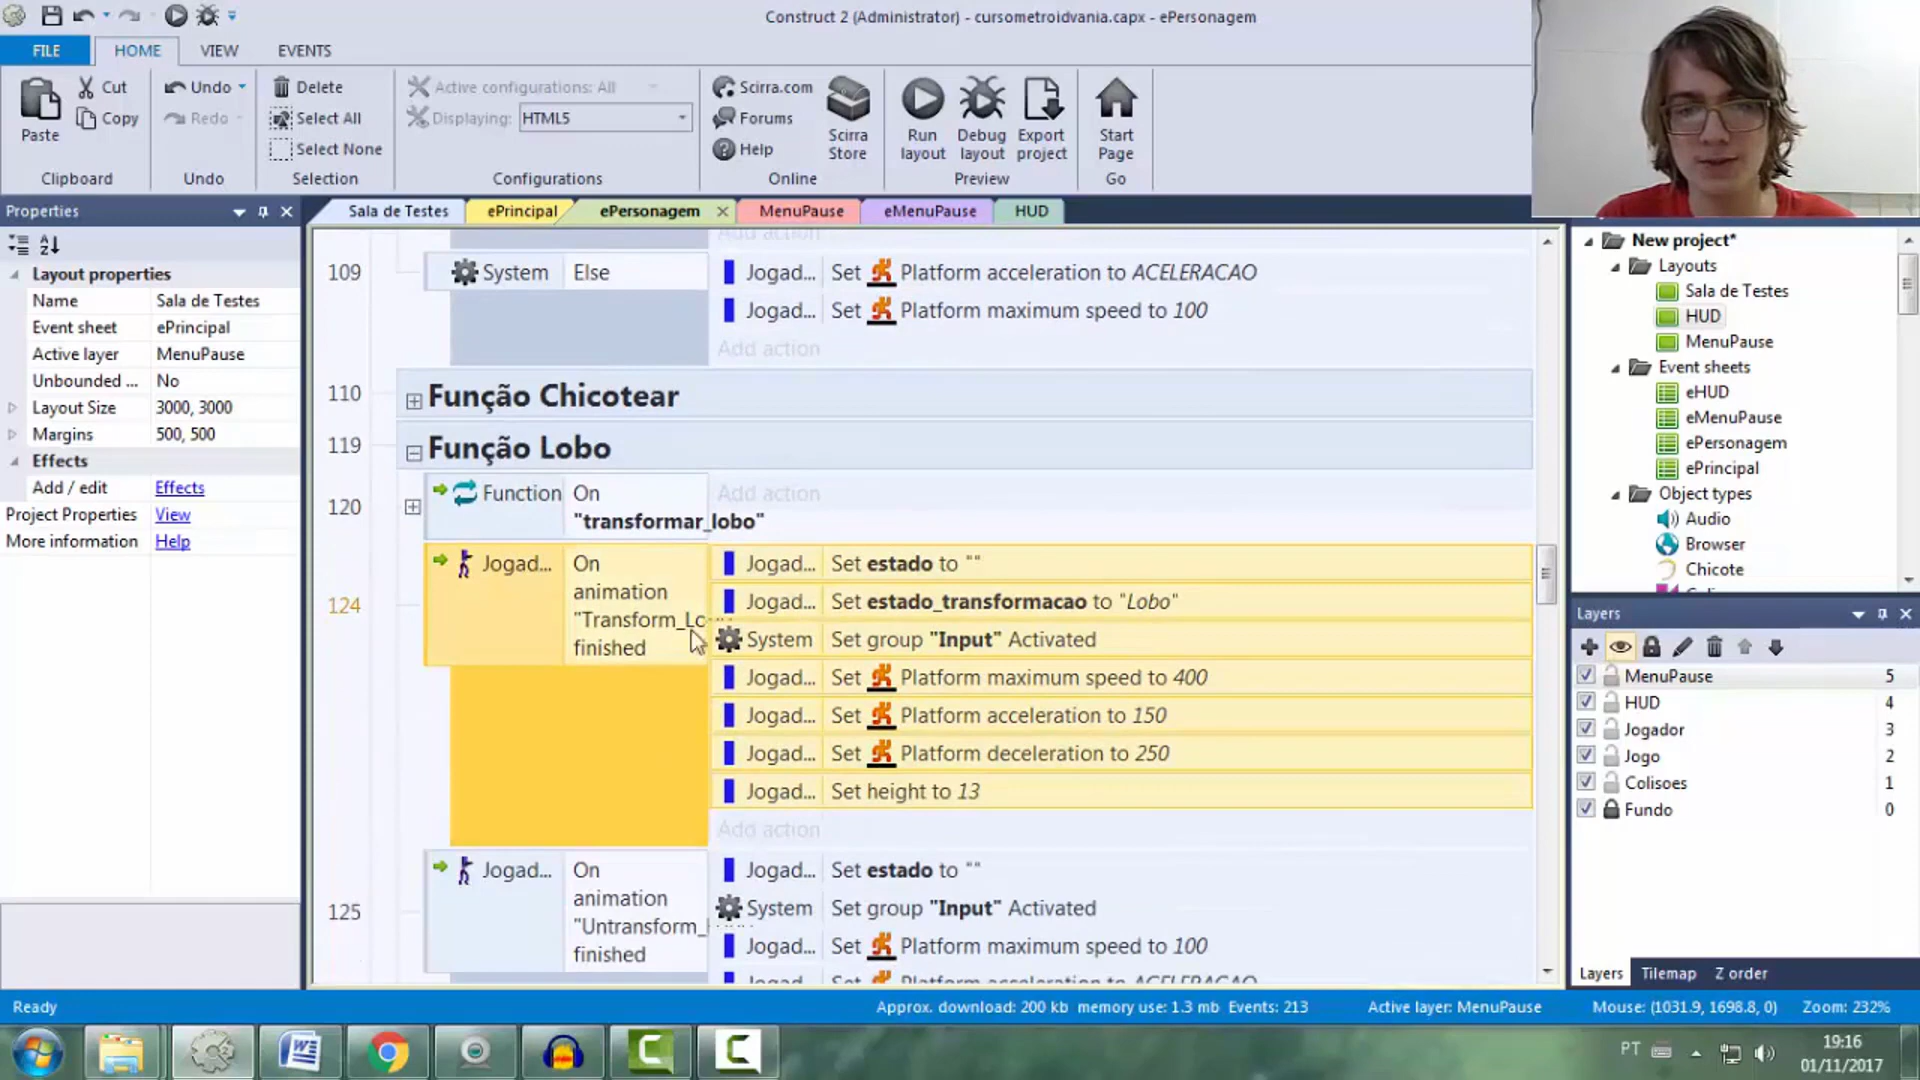 Construct 2 (Administrator) - cursometroidvania.capx - ePersonagem
FILE HOME VIEW EVENTS
Paste
Cut
Copy
Clipboard
Undo
Redo
Undo
Delete
Select All
Select None
Selection
Active configurations: All
Displaying: HTML5
Configurations
Scirra.com
Forums
Help
Scirra Store
Online
Run layout
Debug layout
Export project
Preview
Start Page
Go
Properties
Sala de Testes ePrincipal ePersonagem MenuPause eMenuPause HUD
Layout properties
Name Sala de Testes
Event sheet ePrincipal
Active layer MenuPause
Unbounded ... No
Layout Size 3000, 3000
Margins 500, 500
Effects
Add / edit Effects
Project Properties View
More information Help
Add action
109 System Else Jogad... Set Platform acceleration to ACELERACAO
Jogad... Set Platform maximum speed to 100
Add action
110 Função Chicotear
119 Função Lobo
120 Function On "transformar_lobo" Add action
124 Jogad... On animation "Transform_Lo finished
Jogad... Set estado to ""
Jogad... Set estado_transformacao to "Lobo"
System Set group "Input" Activated
Jogad... Set Platform maximum speed to 400
Jogad... Set Platform acceleration to 150
Jogad... Set Platform deceleration to 250
Jogad... Set height to 13
Add action
125 Jogad... On animation "Untransform_ finished
Jogad... Set estado to ""
System Set group "Input" Activated
Jogad... Set Platform maximum speed to 100
Jogad... Set Platform acceleration to ACELERACAO
New project*
Layouts
Sala de Testes
HUD
MenuPause
Event sheets
eHUD
eMenuPause
ePersonagem
ePrincipal
Object types
Audio
Browser
Chicote
Layers
MenuPause 5
HUD 4
Jogador 3
Jogo 2
Colisoes 1
Fundo 0
Layers Tilemap Z order
Ready
Approx. download: 200 kb memory use: 1.3 mb Events: 213 Active layer: MenuPause Mouse: (1031.9, 1698.8, 0) Zoom: 232%
PT
19:16
01/11/2017